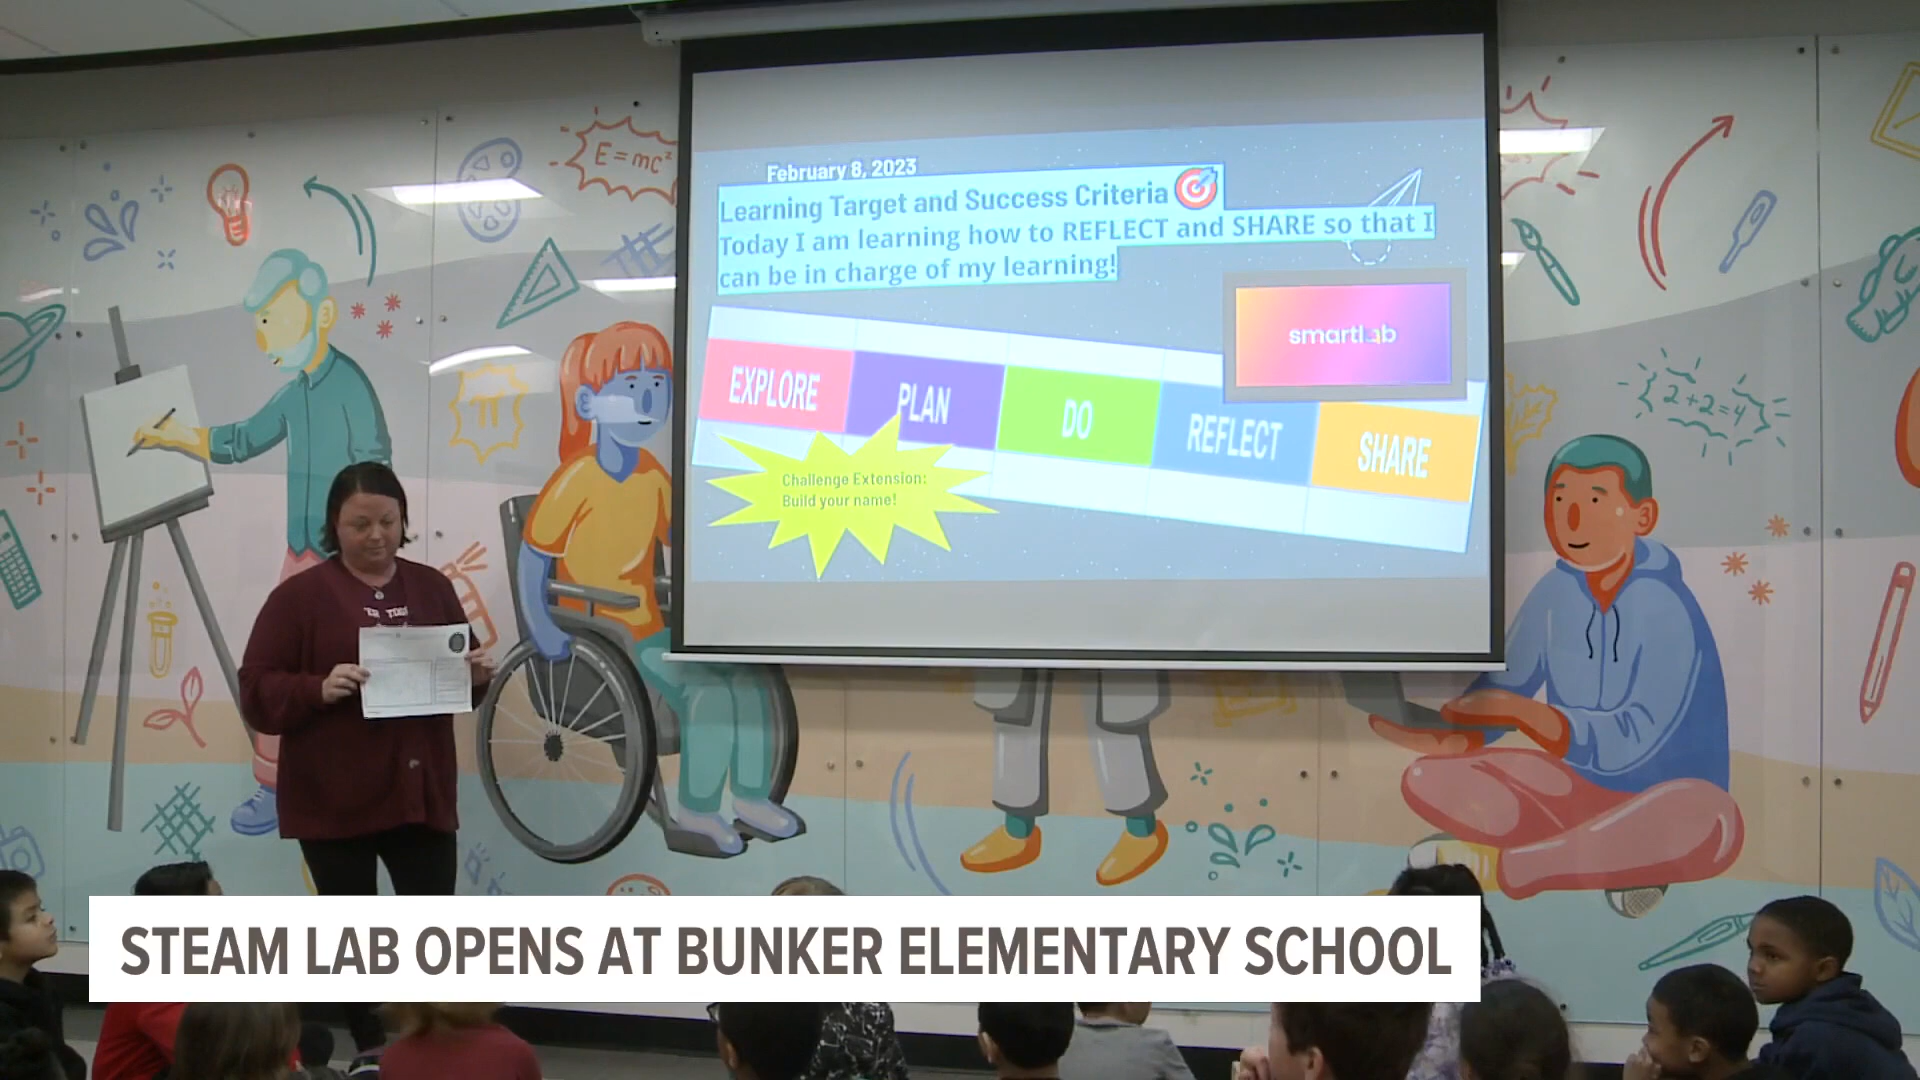 E=mc²
February 8, 2023
Learning Target and Success Criteria
Today I am learning how to REFLECT and SHARE so that I
can be in charge of my learning!
smartlab
EXPLORE
PLAN
DO
REFLECT
SHARE
Challenge Extension:
Build your name!
π
2+2=4
STEAM LAB OPENS AT BUNKER ELEMENTARY SCHOOL